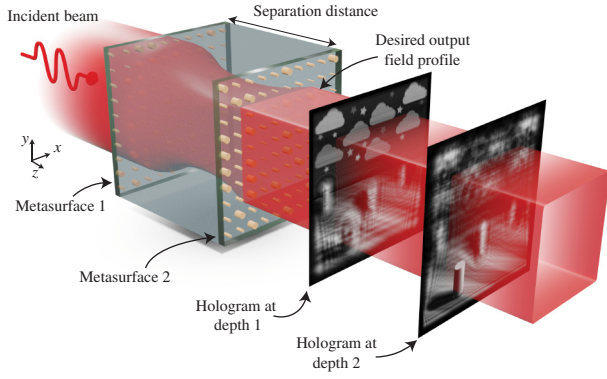 Incident beam
Separation distance
Desired output
field profile
y
x
z
Metasurface 1
Metasurface 2
Hologram at
depth 1
Hologram at
depth 2